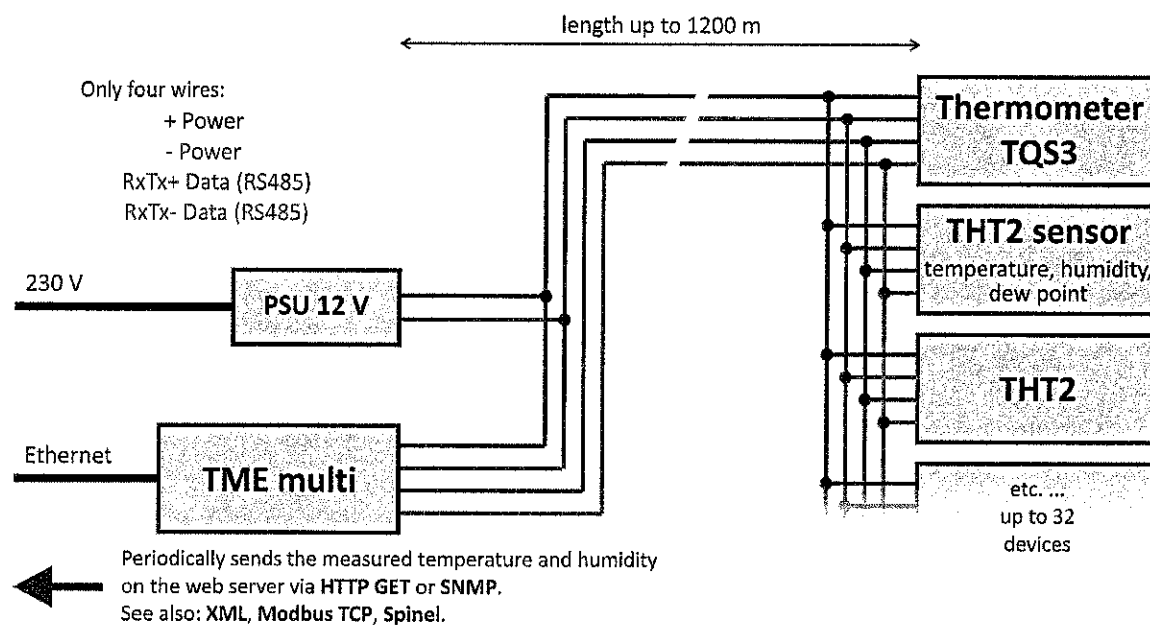 length up to 1200 m
Only four wires:
+ Power
- Power
RxTx+ Data (RS485)
RxTx- Data (RS485)
Thermometer
TQS3
THT2 sensor
temperature, humidity,
dew point
230 V
PSU 12 V
THT2
Ethernet
TME multi
etc. ...
up to 32
devices
Periodically sends the measured temperature and humidity
on the web server via HTTP GET or SNMP.
See also: XML, Modbus TCP, Spinel.